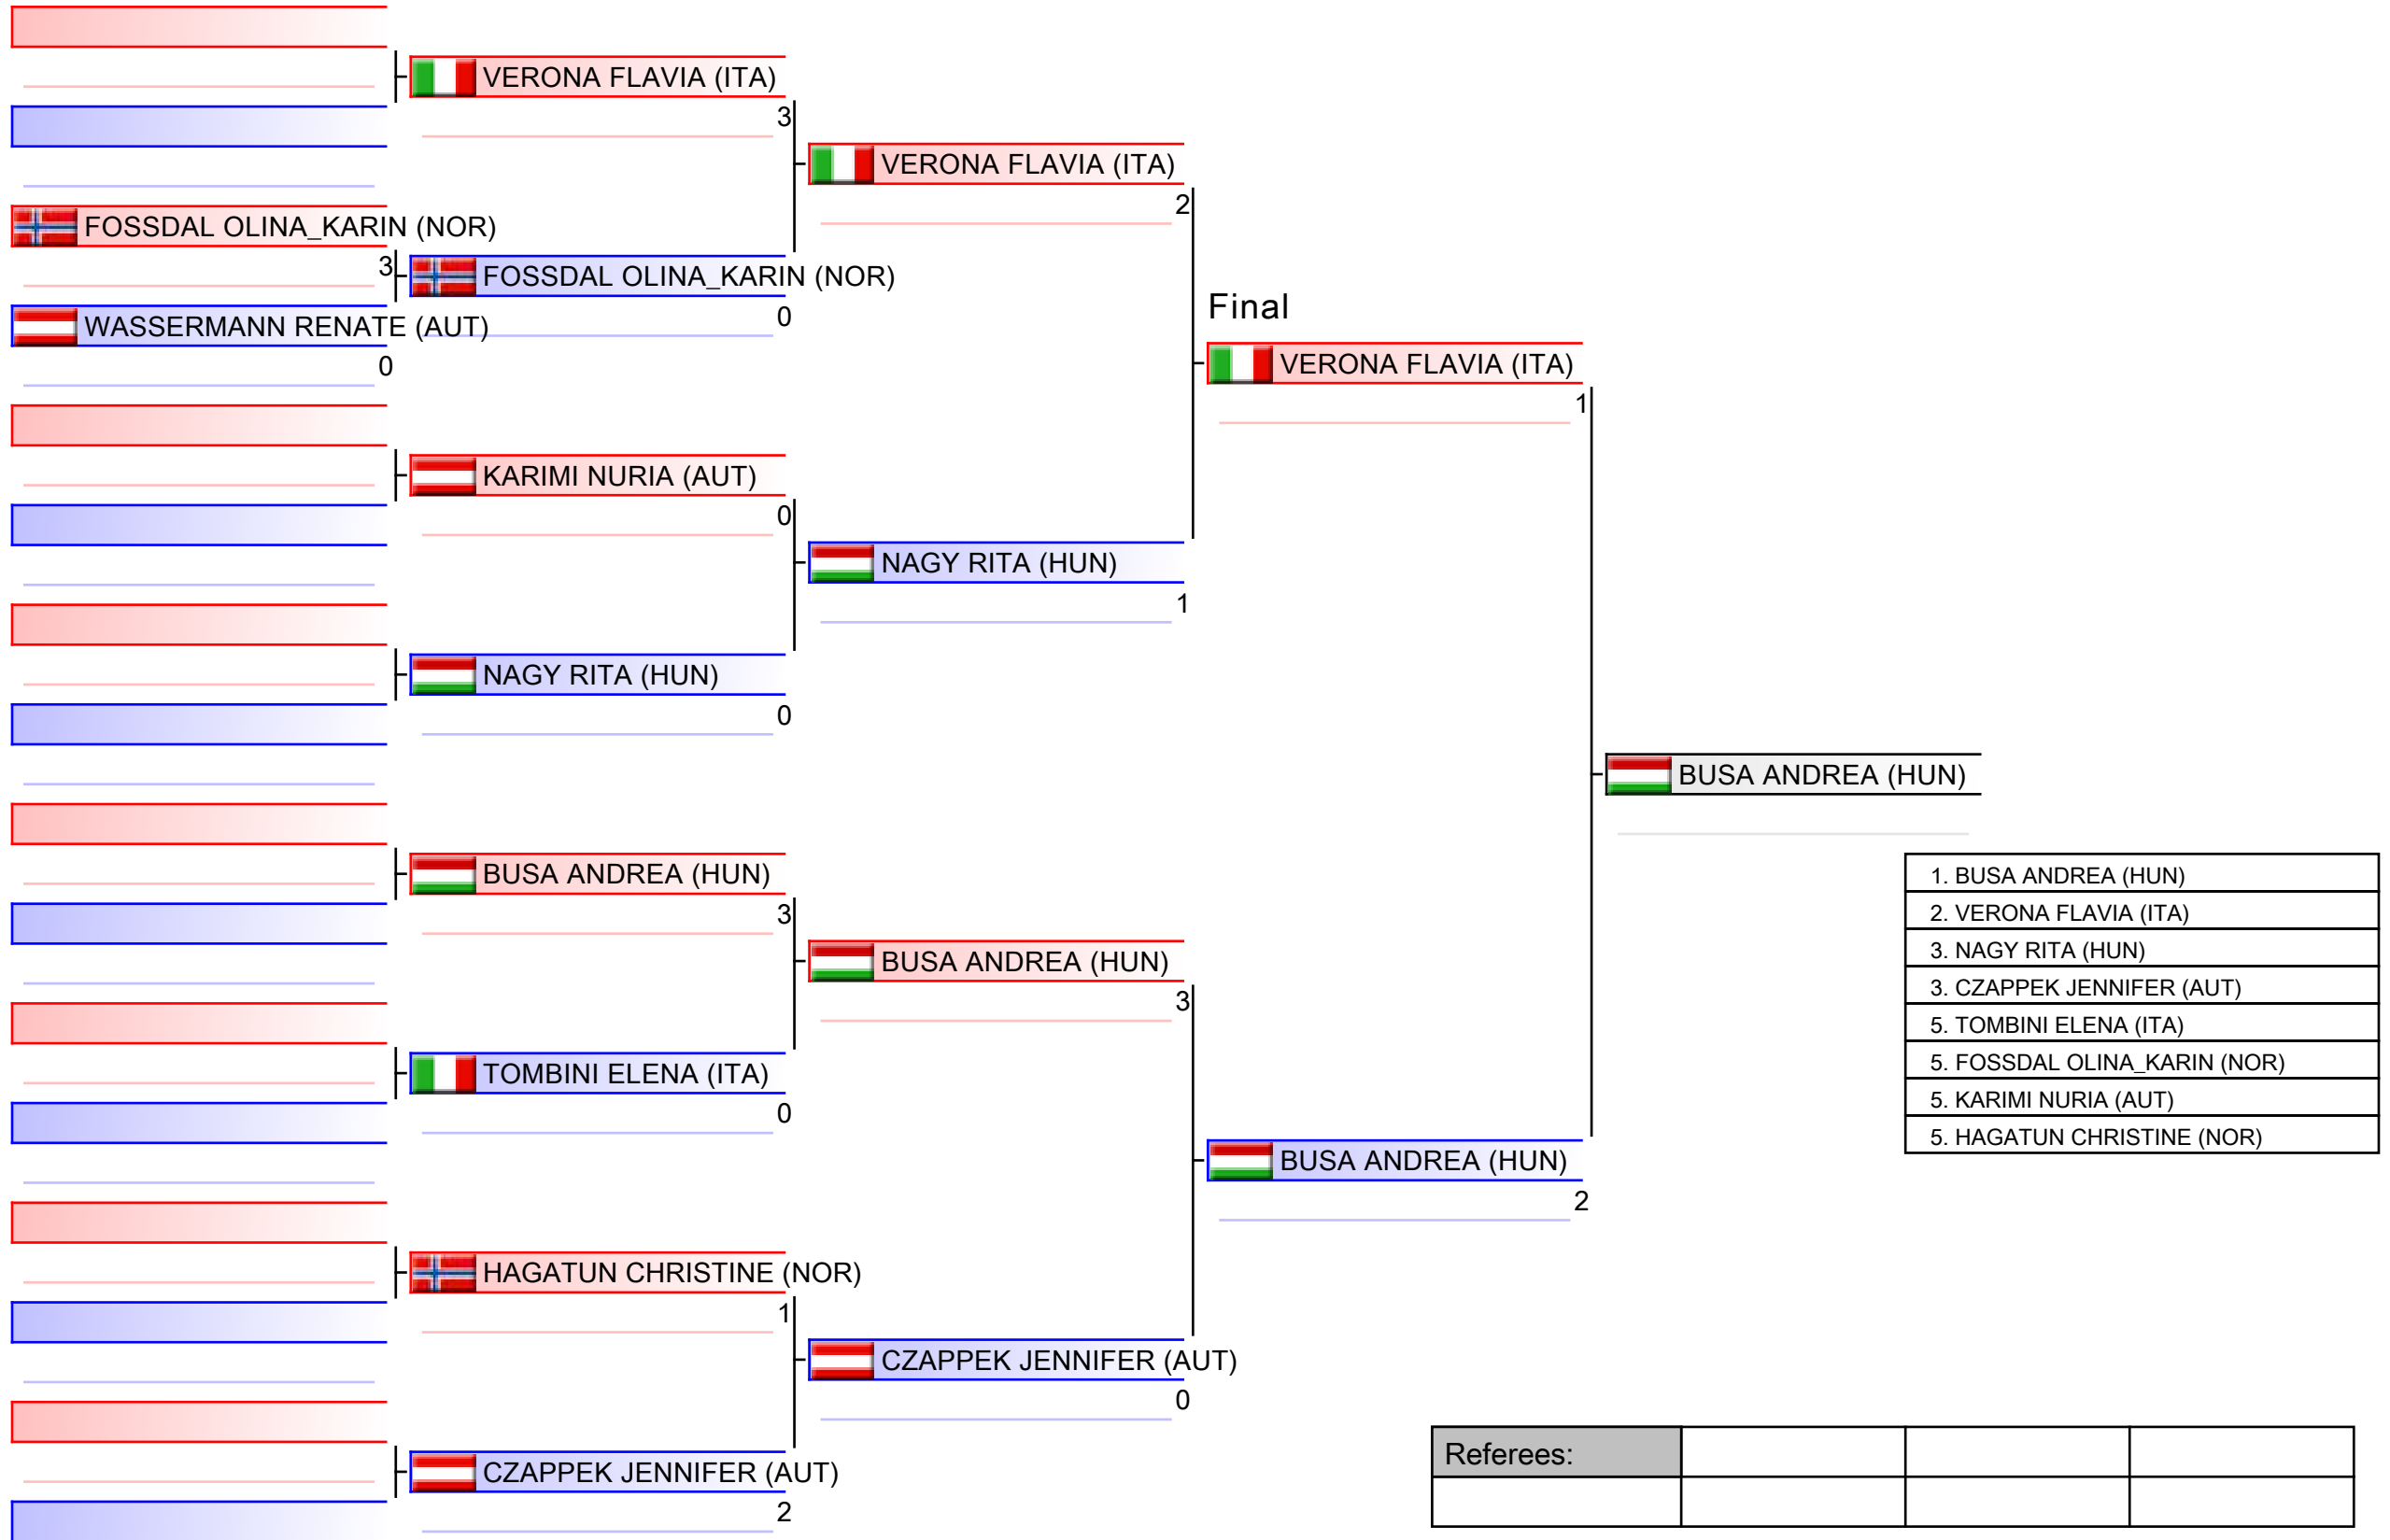 VERONA FLAVIA (ITA)
3
VERONA FLAVIA (ITA)
2
FOSSDAL OLINA_KARIN (NOR)
3
FOSSDAL OLINA_KARIN (NOR)
0
WASSERMANN RENATE (AUT)
0
Final
VERONA FLAVIA (ITA)
1
KARIMI NURIA (AUT)
0
NAGY RITA (HUN)
1
NAGY RITA (HUN)
0
BUSA ANDREA (HUN)
BUSA ANDREA (HUN)
3
BUSA ANDREA (HUN)
3
TOMBINI ELENA (ITA)
0
BUSA ANDREA (HUN)
2
HAGATUN CHRISTINE (NOR)
1
CZAPPEK JENNIFER (AUT)
0
CZAPPEK JENNIFER (AUT)
2
1. BUSA ANDREA (HUN)
2. VERONA FLAVIA (ITA)
3. NAGY RITA (HUN)
3. CZAPPEK JENNIFER (AUT)
5. TOMBINI ELENA (ITA)
5. FOSSDAL OLINA_KARIN (NOR)
5. KARIMI NURIA (AUT)
5. HAGATUN CHRISTINE (NOR)
Referees: